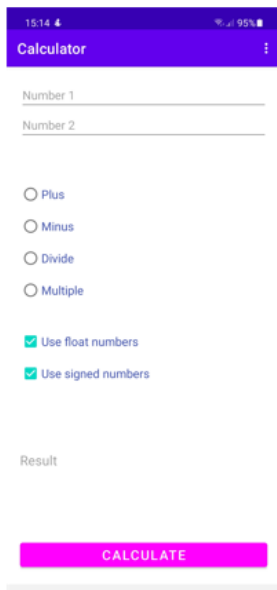 15:14 95%
Calculator
Number 1
Number 2
Plus
Minus
Divide
Multiple
Use float numbers
Use signed numbers
Result
CALCULATE